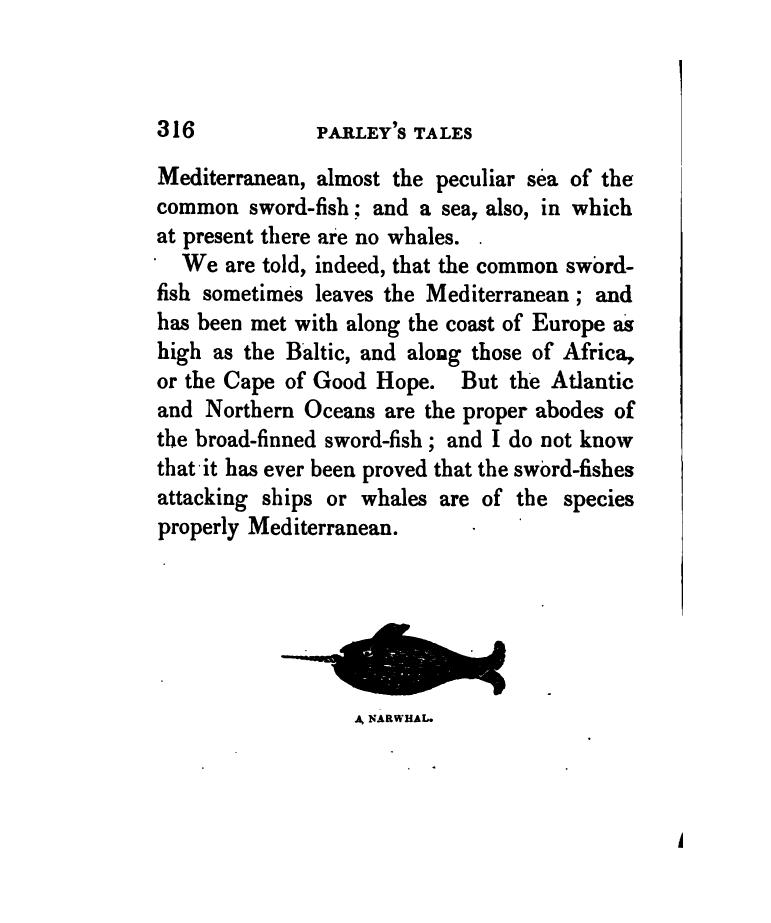 316 PARLEY'S TALES
Mediterranean, almost the peculiar sea of the
common sword-fish; and a sea, also, in which
at present there are no whales.
We are told, indeed, that the common sword-
fish sometimes leaves the Mediterranean; and
has been met with along the coast of Europe as
high as the Baltic, and along those of Africa,
or the Cape of Good Hope. But the Atlantic
and Northern Oceans are the proper abodes of
the broad-finned sword-fish; and I do not know
that it has ever been proved that the sword-fishes
attacking ships or whales are of the species
properly Mediterranean.
A NARWHAL.